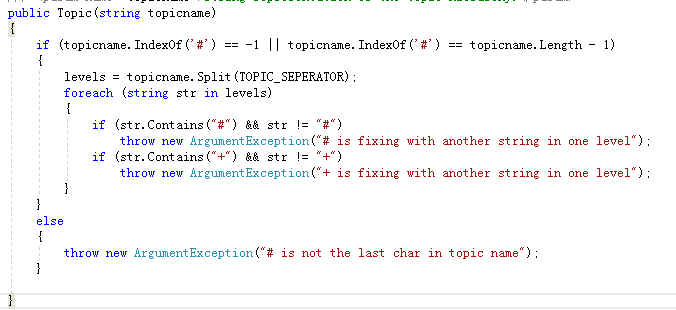 public Topic(string topicname)
{
if (topicname.IndexOf('#') == -1 || topicname.IndexOf('#') == topicname.Length - 1)
{
levels = topicname.Split(TOPIC_SEPERATOR);
foreach (string str in levels)
{
if (str.Contains("#") && str != "#")
throw new ArgumentException("# is fixing with another string in one level");
if (str.Contains("+") && str != "+")
throw new ArgumentException("+ is fixing with another string in one level");
}
}
else
{
throw new ArgumentException("# is not the last char in topic name");
}
}